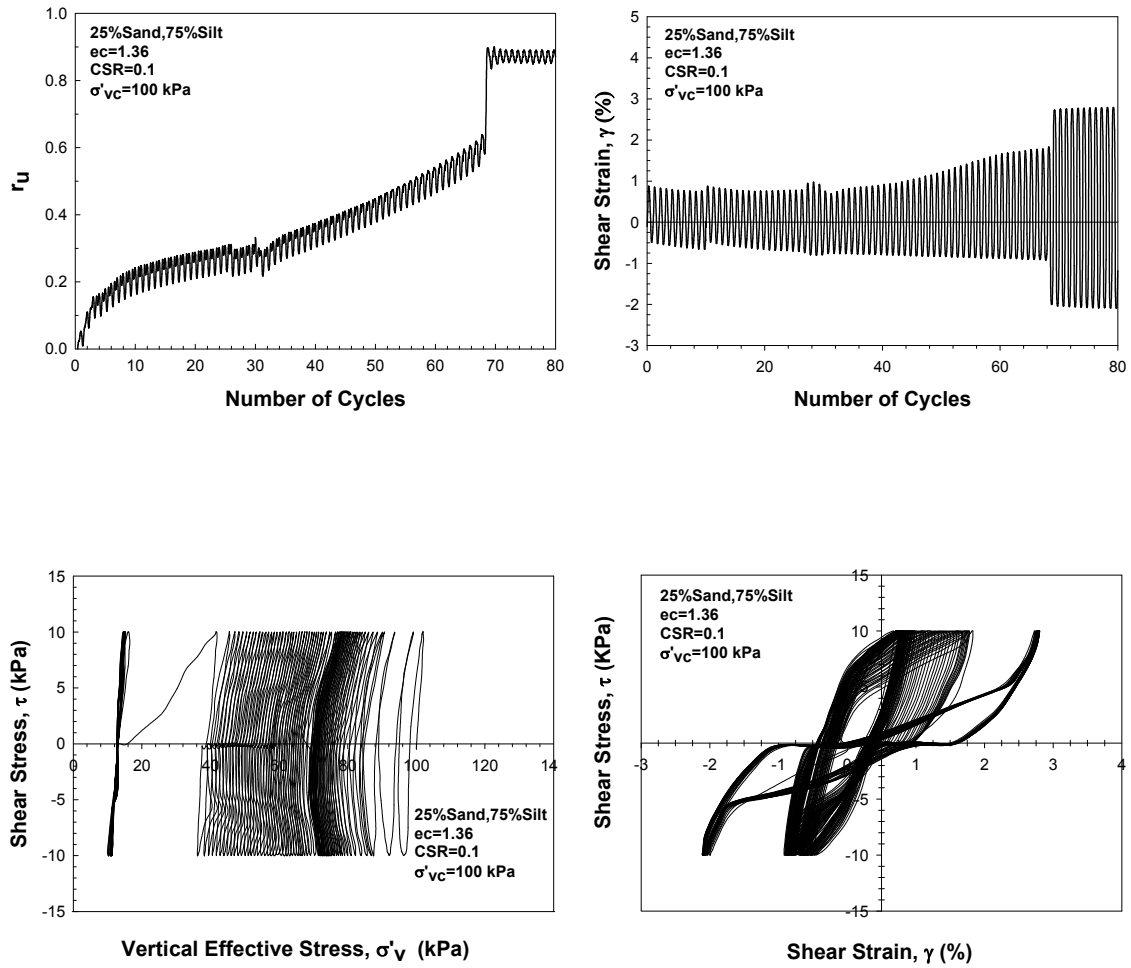 1.0
0.8
0.6
0.4
0.2
0.0
r u
25%Sand,75%Silt
ec=1.36
CSR=0.1
σ'vc=100 kPa
0 10 20 30 40 50 60 70 80
Number of Cycles
5
4
3
2
1
0
-1
-2
-3
Shear Strain, γ (%)
25%Sand,75%Silt
ec=1.36
CSR=0.1
σ'vc=100 kPa
0 20 40 60 80
Number of Cycles
15
10
5
0
-5
-10
-15
Shear Stress, τ (kPa)
0 20 40 60 80 100 120 14
25%Sand,75%Silt
ec=1.36
CSR=0.1
σ'vc=100 kPa
Vertical Effective Stress, σ'v (kPa)
15
10
5
0
-5
-10
-15
Shear Stress, τ (KPa)
25%Sand,75%Silt
ec=1.36
CSR=0.1
σ'vc=100 kPa
-3 -2 -1 0 1 2 3 4
Shear Strain, γ (%)